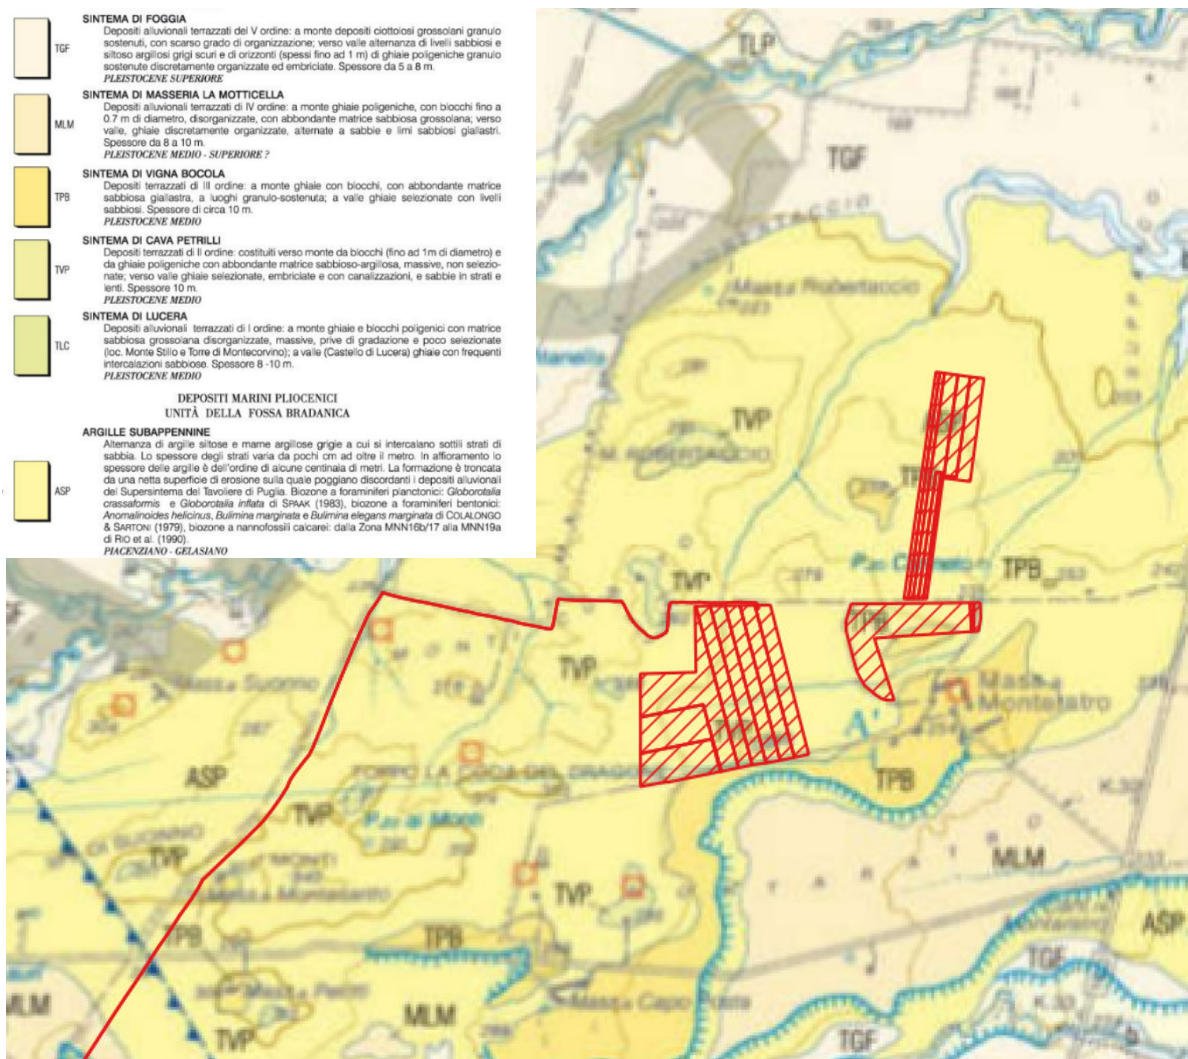 SINTEMA DI FOGGIA
Depositi alluvionali terrazzati del V ordine: a monte depositi ciottoloisi grossolani granulo
sostenuti, con scarso grado di organizzazione; verso valle alternanza di livelli sabbiosi e
siltoso argillosi grigi scuri e di orizzonti (spessi fino ad 1 m) di ghiaie poligeniche granulo
sostenute discretamente organizzate ed embriciate. Spessore da 5 a 8 m.
PLEISTOCENE SUPERIORE
TGF
SINTEMA DI MASSERIA LA MOTTICELLA
Depositi alluvionali terrazzati di IV ordine: a monte ghiaie poligeniche, con blocchi fino a
0.7 m di diametro, disorganizzate, con abbondante matrice sabbiosa grossolana; verso
valle, ghiaie discretamente organizzate, alternate a sabbie e limi sabbiosi giallastri.
Spessore da 8 a 10 m.
PLEISTOCENE MEDIO - SUPERIORE ?
MLM
SINTEMA DI VIGNA BOCOLA
Depositi terrazzati di III ordine: a monte ghiaie con blocchi, con abbondante matrice
sabbiosa giallastra, a luoghi granulo-sostenuta; a valle ghiaie selezionate con livelli
sabbiosi. Spessore di circa 10 m.
PLEISTOCENE MEDIO
TPB
SINTEMA DI CAVA PETRILLI
Depositi terrazzati di II ordine: costituiti verso monte da blocchi (fino ad 1m di diametro) e
da ghiaie poligeniche con abbondante matrice sabbioso-argillosa, massive, non selezio-
nate; verso valle ghiaie selezionate, embriciate e con canalizzazioni, e sabbie in strati e
lenti. Spessore 10 m.
PLEISTOCENE MEDIO
TVP
SINTEMA DI LUCERA
Depositi alluvionali terrazzati di I ordine: a monte ghiaie e blocchi poligenici con matrice
sabbiosa grossolana disorganizzate, massive, prive di gradazione e poco selezionate
(loc. Monte Stilio e Torre di Montecorvino); a valle (Castello di Lucera) ghiaie con frequenti
intercalazioni sabbiose. Spessore 8 -10 m.
PLEISTOCENE MEDIO
TLC
DEPOSITI MARINI PLIOCENICI
UNITÀ DELLA FOSSA BRADANICA
ARGILLE SUBAPPENNINE
Alternanza di argille siltose e marne argillose grigie a cui si intercalano sottili strati di
sabbia. Lo spessore degli strati varia da pochi cm ad oltre il metro. In affioramento lo
spessore delle argille è dell'ordine di alcune centinaia di metri. La formazione è troncata
da una netta superficie di erosione sulla quale poggiano discordanti i depositi alluvionali
del Supersintema del Tavoliere di Puglia. Biozone a foraminiferi planctonici: Globorotalia
crassaformis e Globorotalia inflata di SPAAK (1983), biozone a foraminiferi bentonici:
Anomalinoides helicinus, Bulimina marginata e Bulimina elegans marginata di COLALONGO
& SARTONI (1979), biozone a nannofossili calcarei: dalla Zona MNN16b/17 alla MNN19a
di RIO et al. (1990).
PIACENZIANO - GELASIANO
ASP
TLP
TGF
Mass.a Robertaccio
TVP
M. ROBERTACCIO
ASP
TPB
TVP
TPB
TPB
Mass.a Suonno
TVP
Mass.a
Montaratro
A'
TVP
ASP
TPB
TVP
MLM
TVP
TVP
ASP
TPB
TPB
TGF
MLM
MLM
Mass.a Capo Posta
TVP
TGF